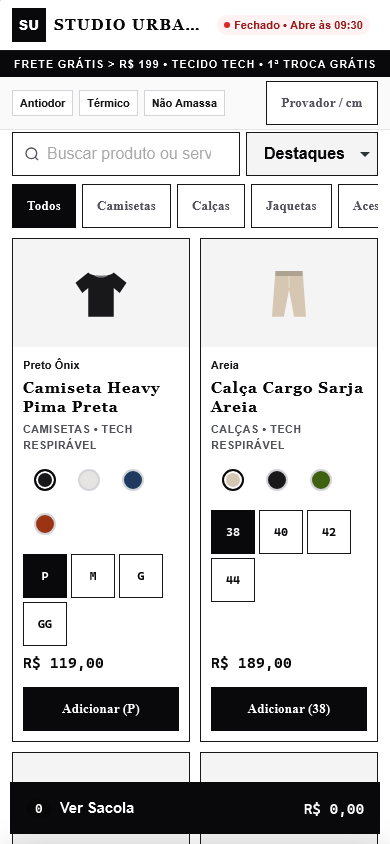 SU STUDIO URBA... Fechado • Abre às 09:30
FRETE GRÁTIS > R$ 199 • TECIDO TECH • 1ª TROCA GRÁTIS
Antiodor Térmico Não Amassa Provador / cm
Buscar produto ou serv Destaques
Todos Camisetas Calças Jaquetas Aces
Preto Ônix
Camiseta Heavy
Pima Preta
CAMISETAS • TECH
RESPIRÁVEL
P M G
GG
R$ 119,00
Adicionar (P)
Areia
Calça Cargo Sarja
Areia
CALÇAS • TECH
RESPIRÁVEL
38 40 42
44
R$ 189,00
Adicionar (38)
0 Ver Sacola R$ 0,00